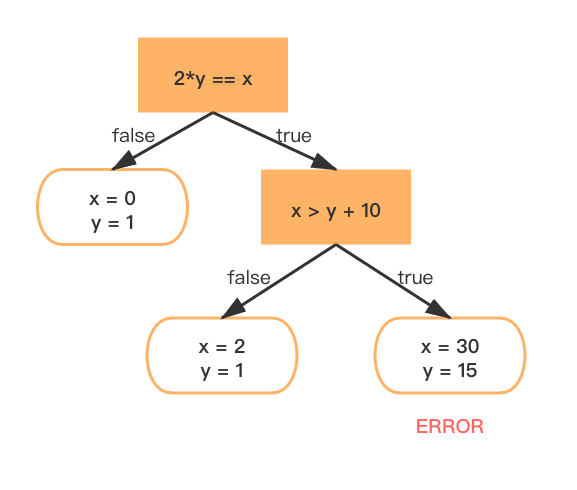 2*y == x
false
true
x = 0
y = 1
x > y + 10
false
true
x = 2
y = 1
x = 30
y = 15
ERROR